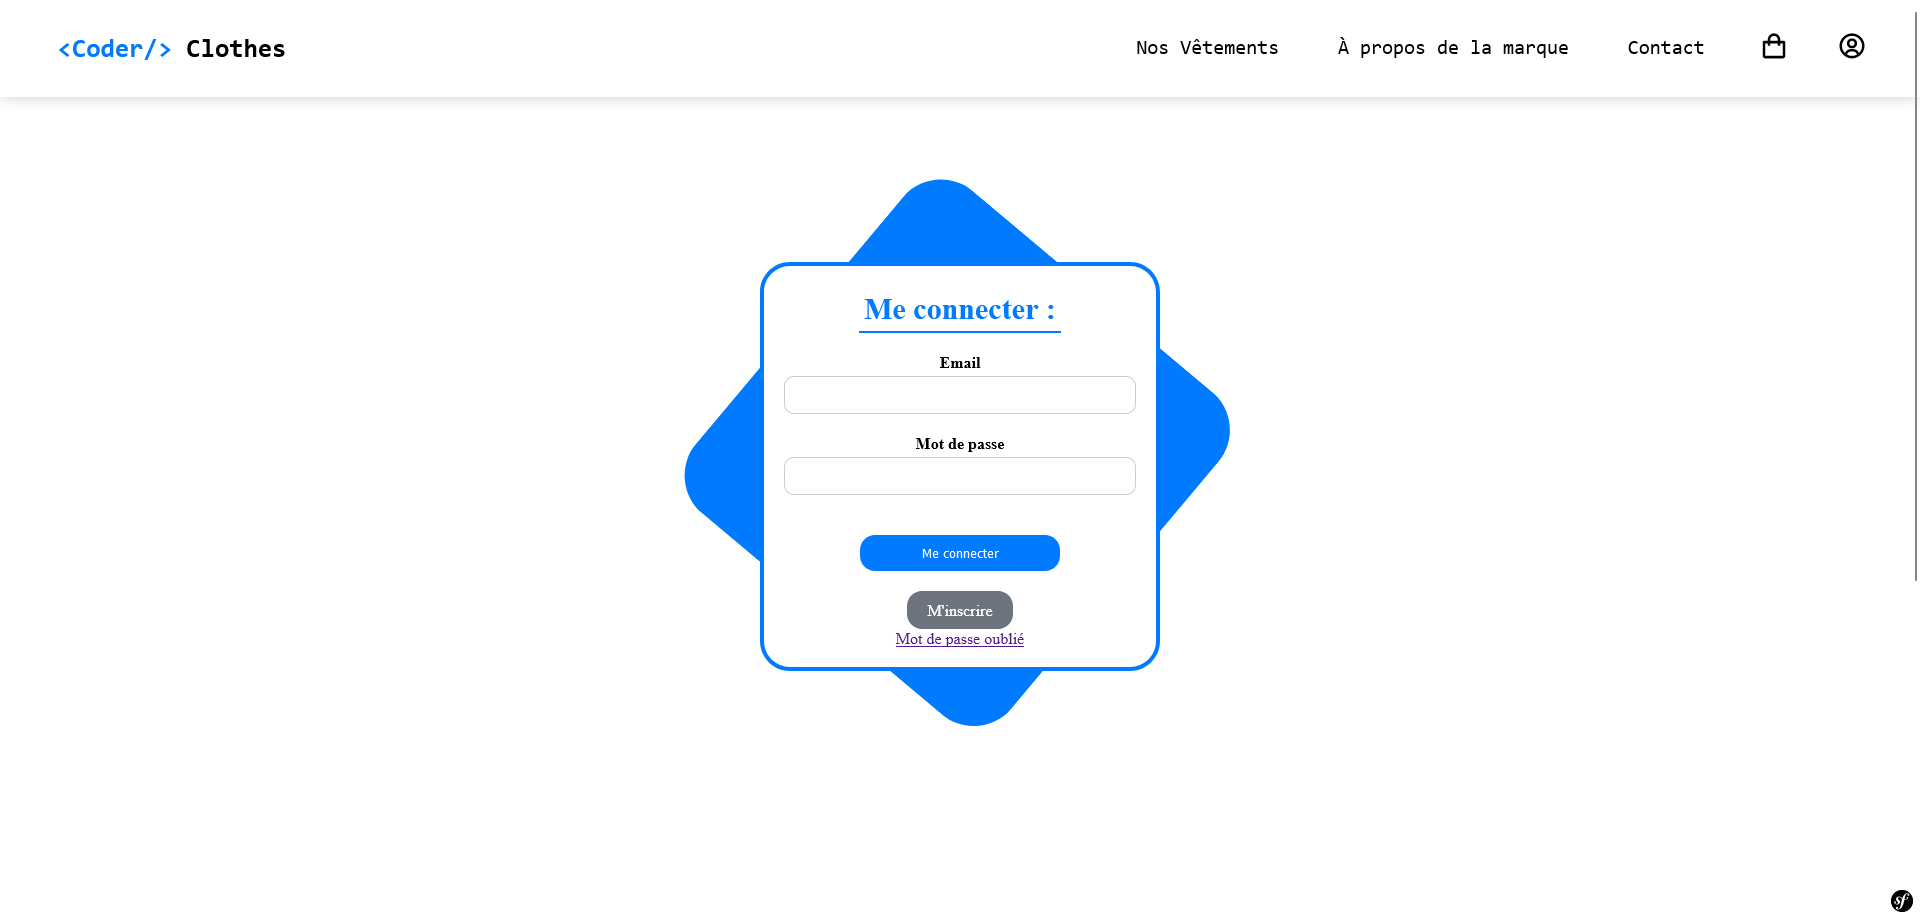 <Coder/> Clothes
Nos Vêtements
À propos de la marque
Contact
Me connecter :
Email
Mot de passe
Me connecter
M'inscrire
Mot de passe oublié
sf